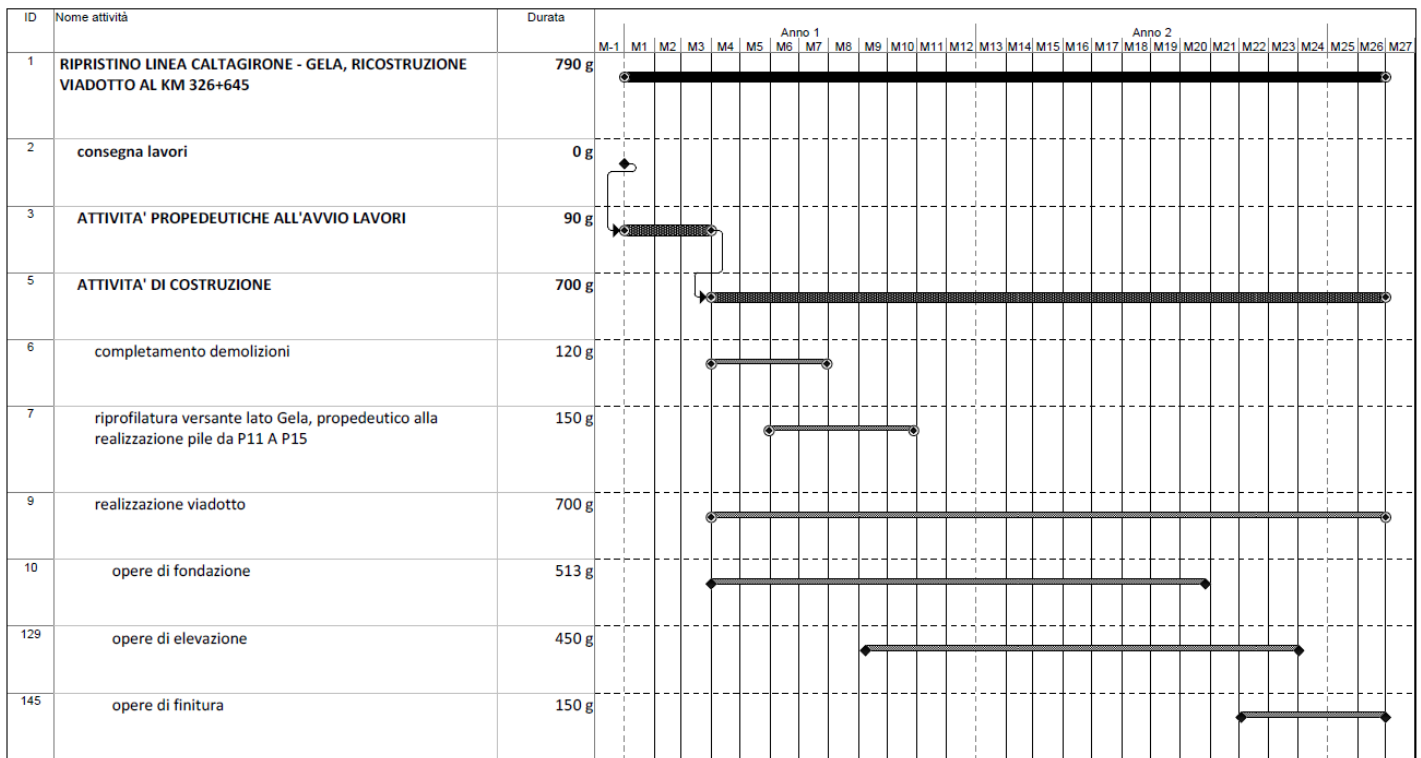 ID Nome attività Durata
Anno 1 Anno 2
M-1 M1 M2 M3 M4 M5 M6 M7 M8 M9 M10 M11 M12 M13 M14 M15 M16 M17 M18 M19 M20 M21 M22 M23 M24 M25 M26 M27
1 RIPRISTINO LINEA CALTAGIRONE - GELA, RICOSTRUZIONE 790 g
VIADOTTO AL KM 326+645
2 consegna lavori 0 g
3 ATTIVITA' PROPEDEUTICHE ALL'AVVIO LAVORI 90 g
5 ATTIVITA' DI COSTRUZIONE 700 g
6 completamento demolizioni 120 g
7 riprofilatura versante lato Gela, propedeutico alla 150 g
realizzazione pile da P11 A P15
9 realizzazione viadotto 700 g
10 opere di fondazione 513 g
129 opere di elevazione 450 g
145 opere di finitura 150 g